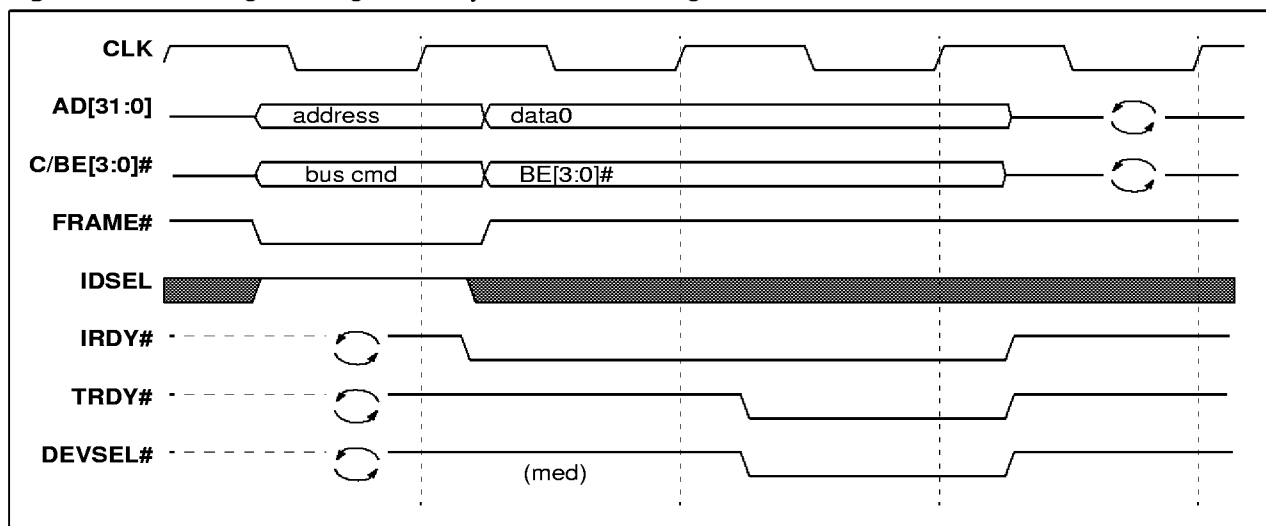 CLK
AD[31:0]
address
data0
C/BE[3:0]#
bus cmd
BE[3:0]#
FRAME#
IDSEL
IRDY#
TRDY#
DEVSEL#
(med)